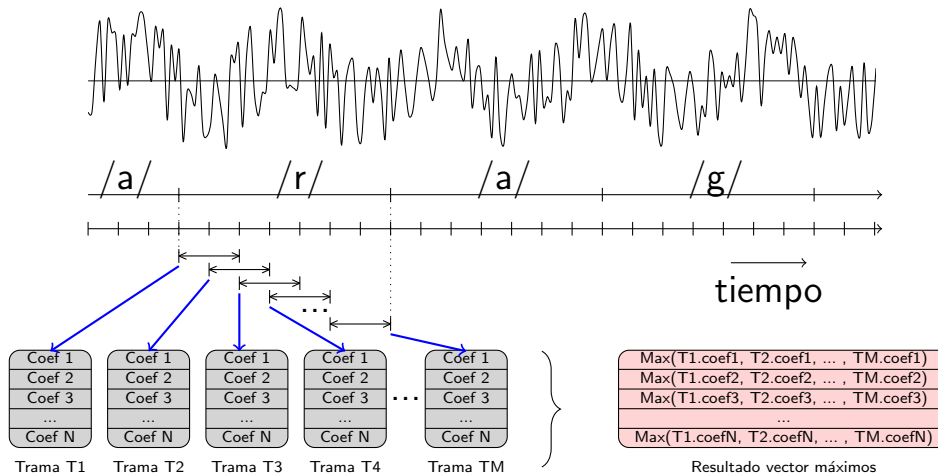 /a/ /r/ /a/ /g/
tiempo
...
Coef 1 Coef 1 Coef 1 Coef 1 Coef 1 Max(T1.coef1, T2.coef1, ... , TM.coef1)
Coef 2 Coef 2 Coef 2 Coef 2 Coef 2 Max(T1.coef2, T2.coef2, ... , TM.coef2)
Coef 3 Coef 3 Coef 3 Coef 3 ... Coef 3 Max(T1.coef3, T2.coef3, ... , TM.coef3)
... ... ... ... ... ...
Coef N Coef N Coef N Coef N Coef N Max(T1.coefN, T2.coefN, ... , TM.coefN)
Trama T1 Trama T2 Trama T3 Trama T4 Trama TM Resultado vector máximos